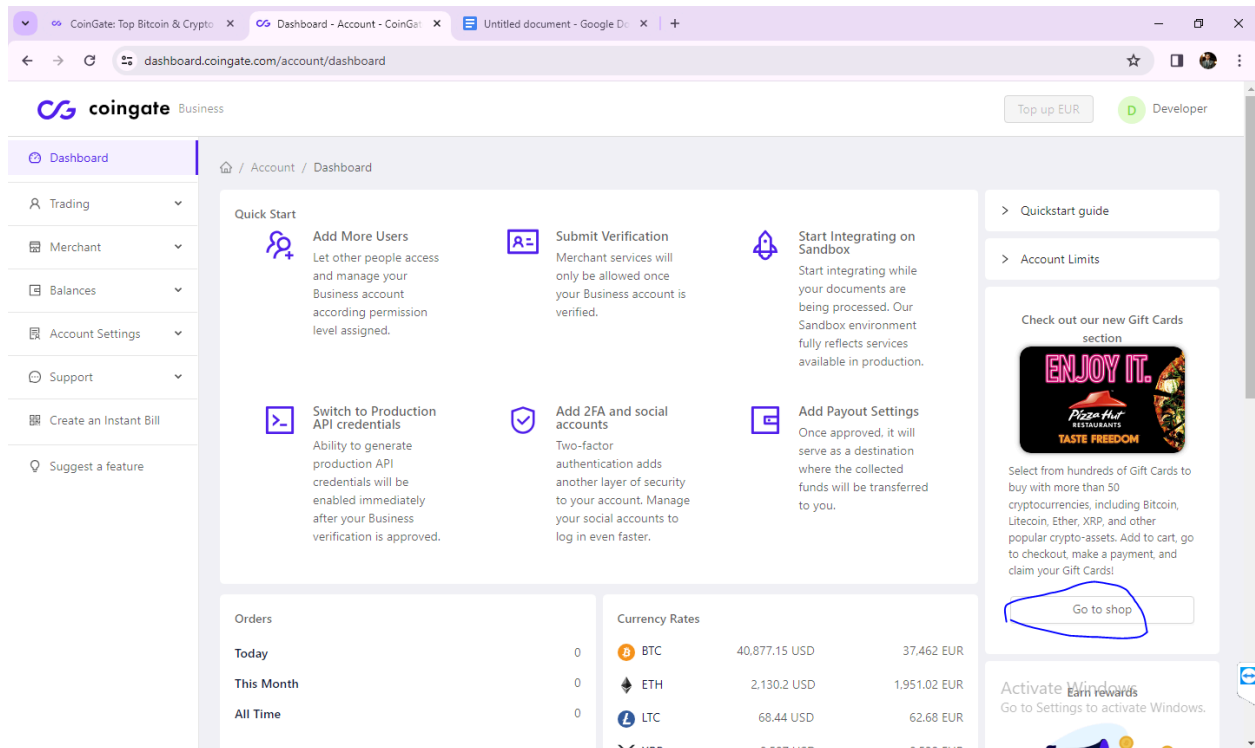 CoinGate: Top Bitcoin & Crypto
Dashboard - Account - CoinGat
Untitled document - Google Do
dashboard.coingate.com/account/dashboard
coingate Business
Top up EUR
D
Developer
Dashboard
Trading
Merchant
Balances
Account Settings
Support
Create an Instant Bill
Suggest a feature
/ Account / Dashboard
Quick Start
Add More Users
Let other people access
and manage your
Business account
according permission
level assigned.
Submit Verification
Merchant services will
only be allowed once
your Business account is
verified.
Start Integrating on
Sandbox
Start integrating while
your documents are
being processed. Our
Sandbox environment
fully reflects services
available in production.
Switch to Production
API credentials
Ability to generate
production API
credentials will be
enabled immediately
after your Business
verification is approved.
Add 2FA and social
accounts
Two-factor
authentication adds
another layer of security
to your account. Manage
your social accounts to
log in even faster.
Add Payout Settings
Once approved. it will
serve as a destination
where the collected
funds will be transferred
to you.
Orders
Today 0
This Month 0
All Time 0
Currency Rates
BTC 40,877.15 USD 37,462 EUR
ETH 2,130.2 USD 1,951.02 EUR
LTC 68.44 USD 62.68 EUR
Quickstart guide
Account Limits
Check out our new Gift Cards
section
ENJOY IT.
Pizza Hut
RESTAURANTS
TASTE FREEDOM
Select from hundreds of Gift Cards to
buy with more than 50
cryptocurrencies, including Bitcoin,
Litecoin, Ether, XRP, and other
popular crypto-assets. Add to cart, go
to checkout, make a payment, and
claim your Gift Cards!
Go to shop
Earn rewards
Activate Windows
Go to Settings to activate Windows.